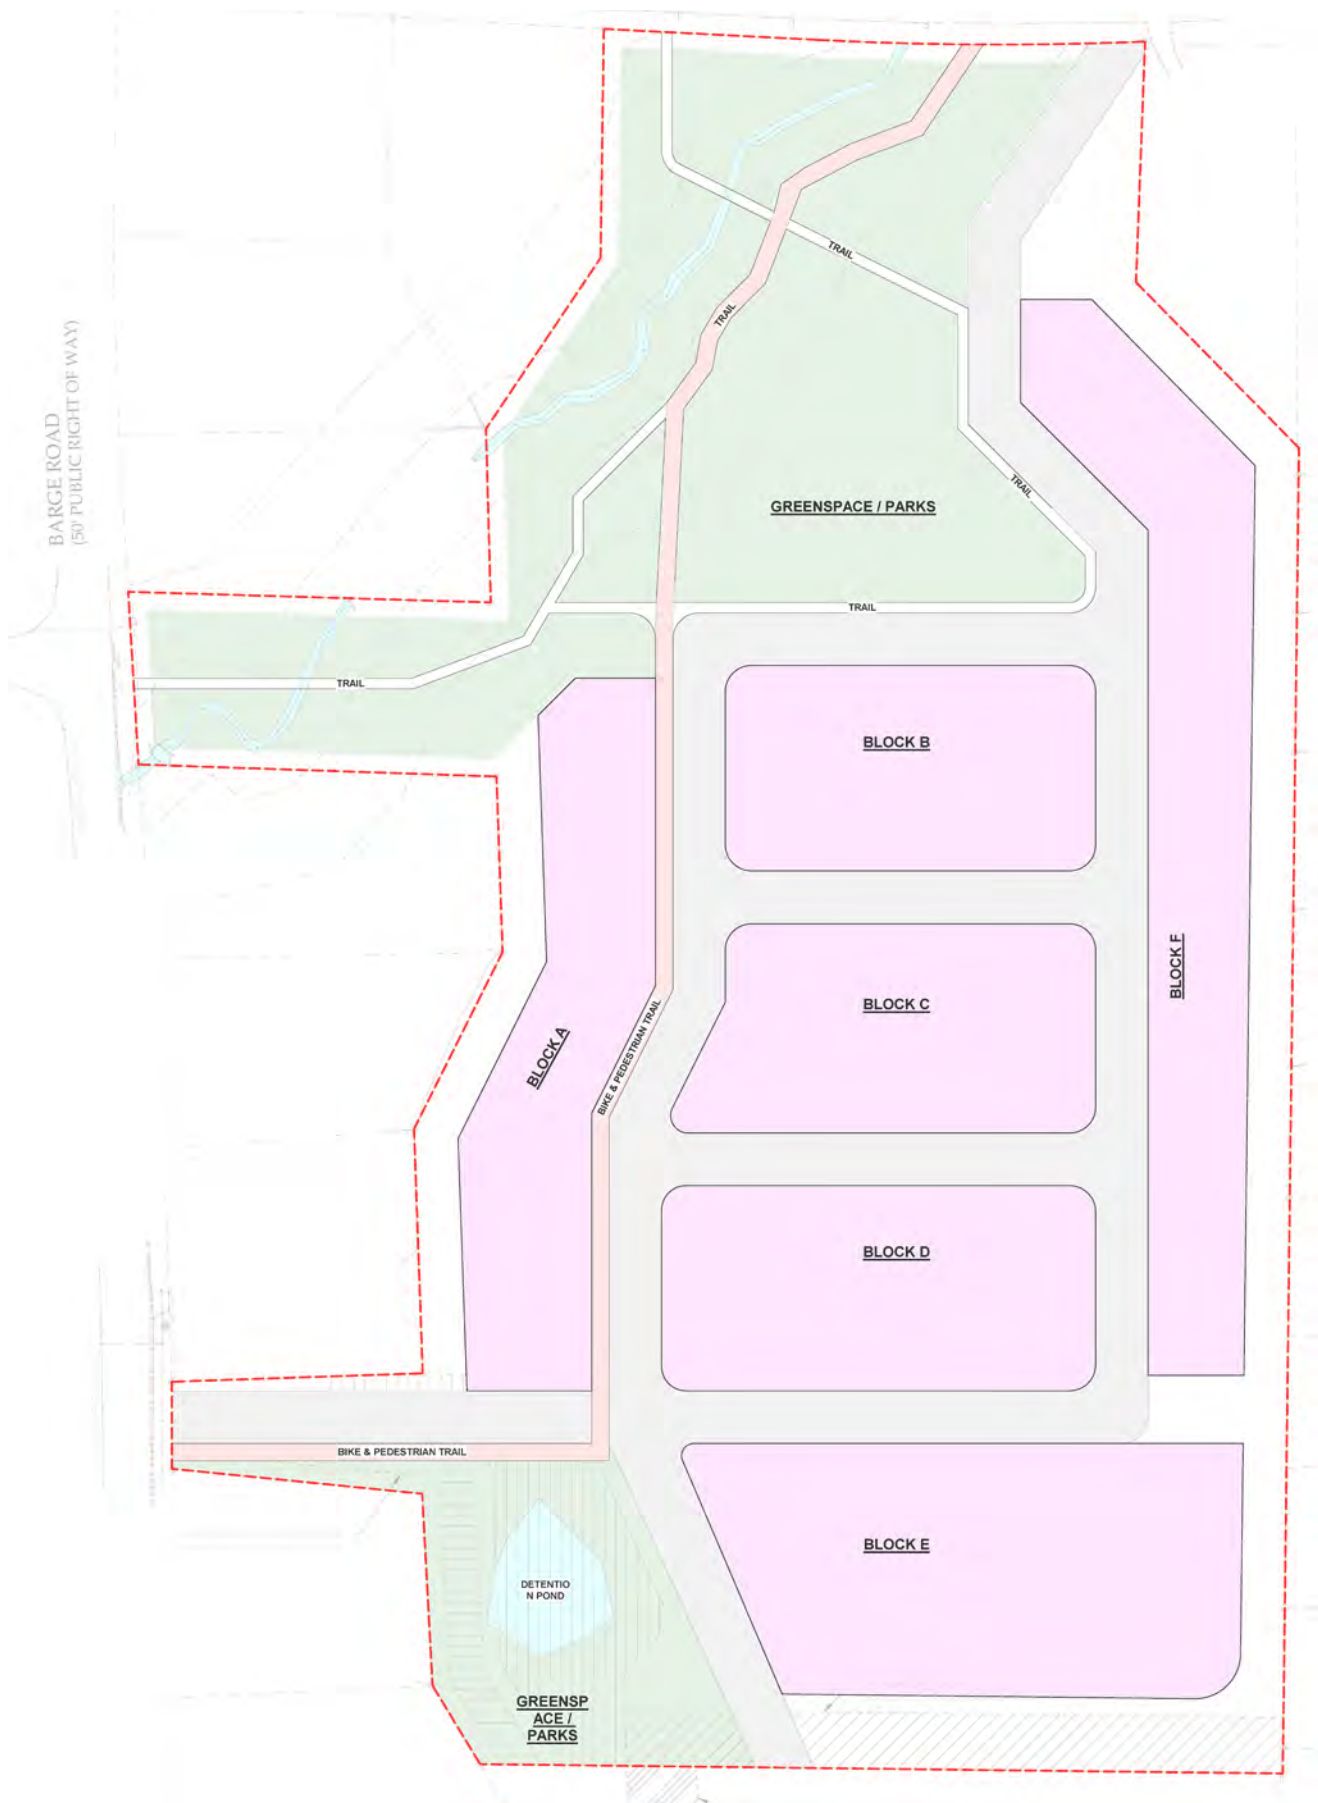 TRAIL
TRAIL
BARGE ROAD
(50' PUBLIC RIGHT OF WAY)
TRAIL
GREENSPACE / PARKS
TRAIL
TRAIL
BLOCK B
BLOCK F
BLOCK C
BLOCK A
BIKE & PEDESTRIAN TRAIL
BLOCK D
BIKE & PEDESTRIAN TRAIL
BLOCK E
DETENTIO
N POND
GREENSP
ACE /
PARKS